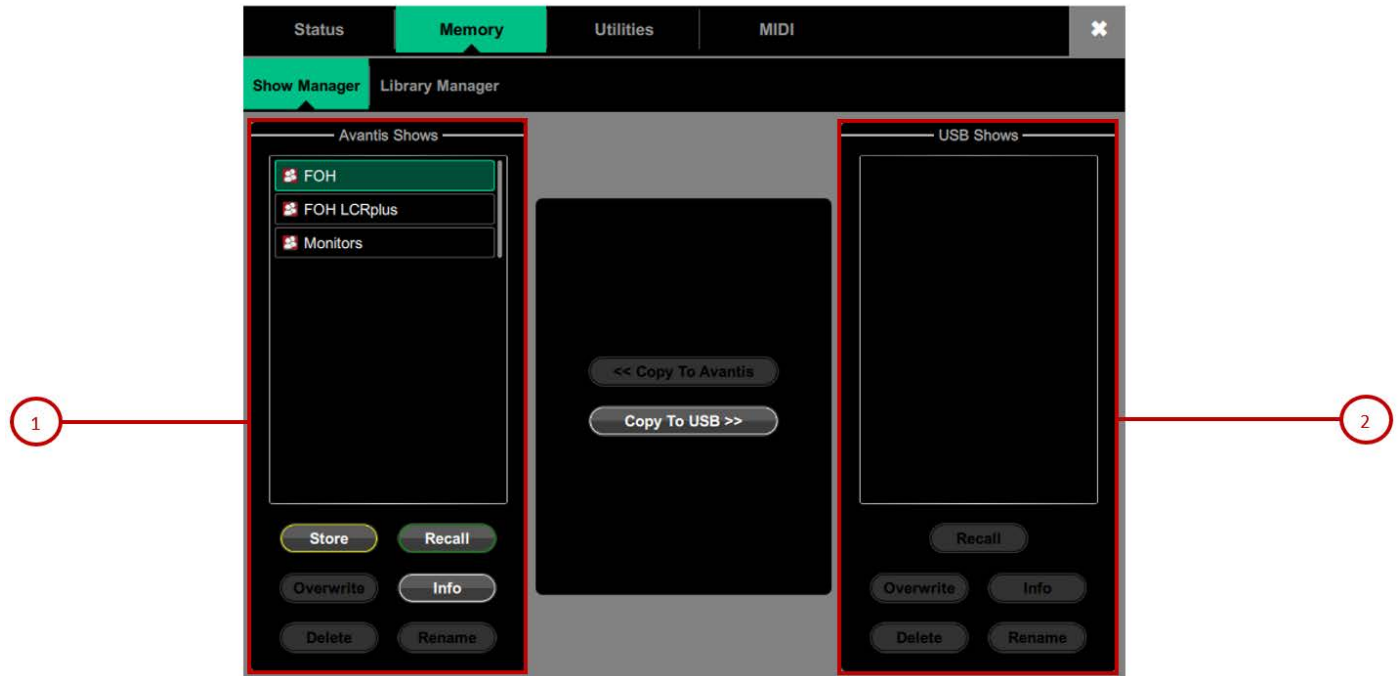 Status Memory Utilities MIDI
Show Manager Library Manager
Avantis Shows
FOH
FOH LCRplus
Monitors
Store Recall
Overwrite Info
Delete Rename
1
<< Copy To Avantis
Copy To USB >>
USB Shows
Recall
Overwrite Info
Delete Rename
2